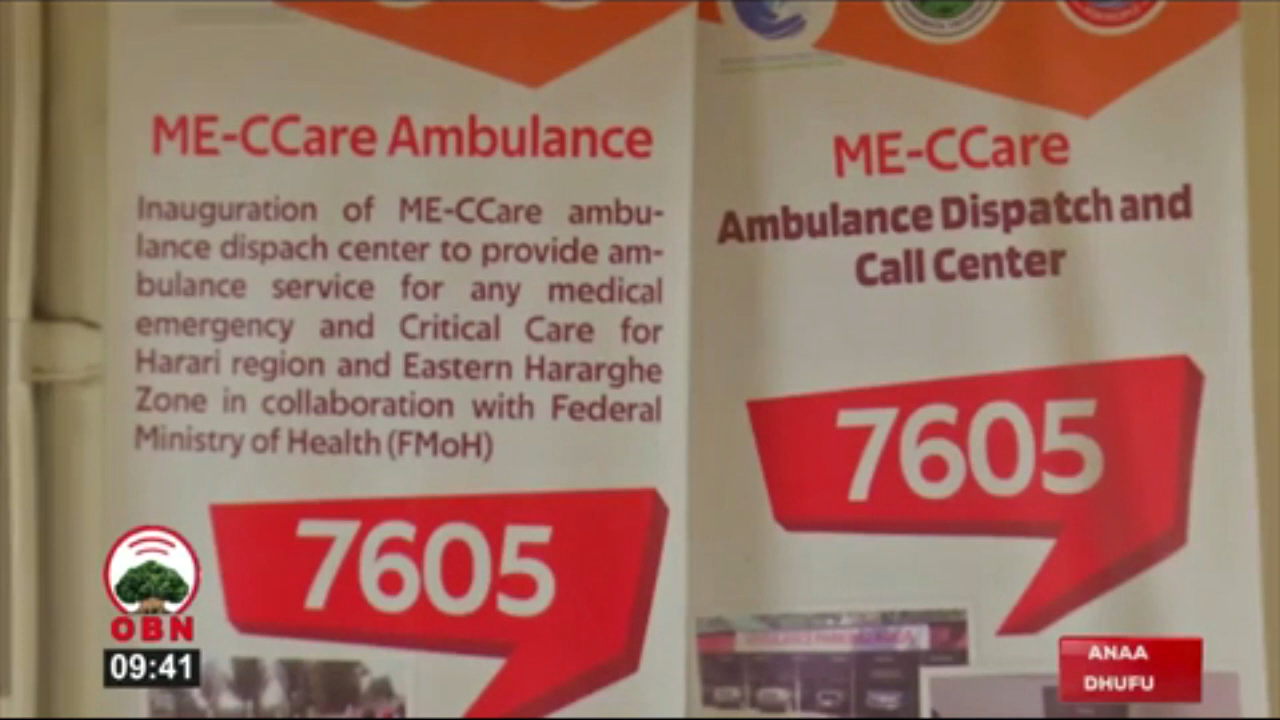 ME-CCare Ambulance
Inauguration of ME-CCare ambu-
lance dispach center to provide am-
bulance service for any medical
emergency and Critical Care for
Harari region and Eastern Hararghe
Zone in collaboration with Federal
Ministry of Health (FMoH)
7605
ME-CCare
Ambulance Dispatch and
Call Center
7605
OBN
09:41
ANAA
DHUFU